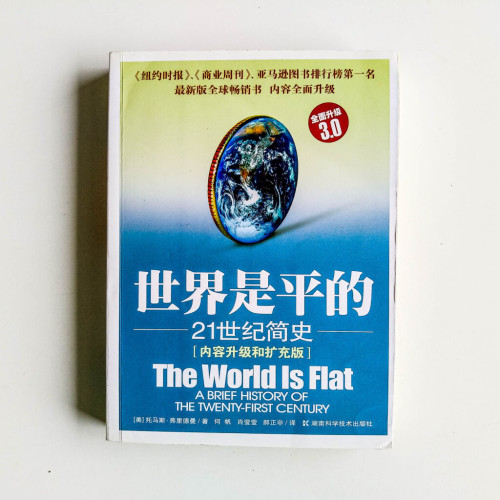 《纽约时报》、《商业周刊》、亚马逊图书排行榜第一名
最新版全球畅销书 内容全面升级
全面升级
3.0
世界是平的
21世纪简史
[内容升级和扩充版]
The World Is Flat
A BRIEF HISTORY OF
THE TWENTY-FIRST CENTURY
[美]托马斯·弗里德曼/著 何 帆 肖莹莹 郝正非/译 湖南科学技术出版社